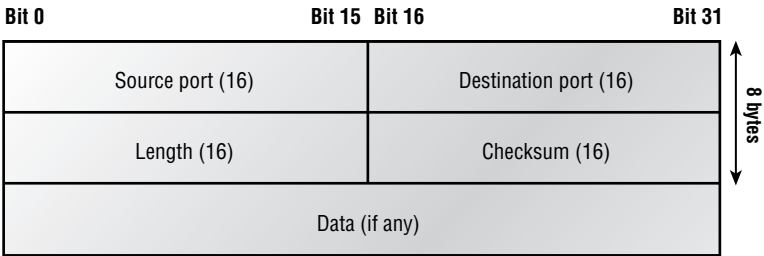 Bit 0 Bit 15 Bit 16 Bit 31
Source port (16) Destination port (16)
Length (16) Checksum (16)
8 bytes
Data (if any)